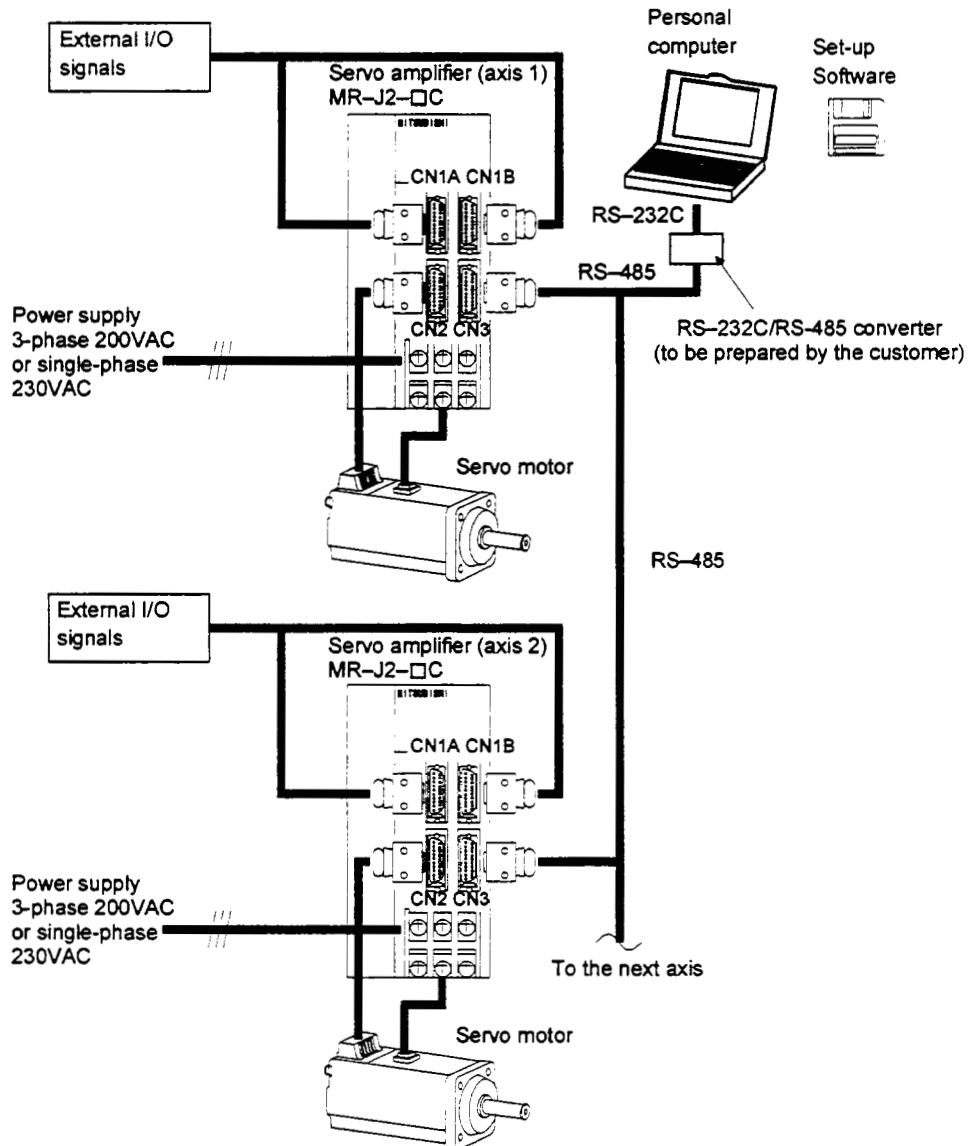 External I/O
signals
Servo amplifier (axis 1)
MR–J2–□C
MITSUBISHI
CN1A CN1B
CN2 CN3
Power supply
3-phase 200VAC
or single-phase
230VAC
Servo motor
Personal
computer
Set-up
Software
RS–232C
RS–485
RS–232C/RS-485 converter
(to be prepared by the customer)
RS–485
External I/O
signals
Servo amplifier (axis 2)
MR–J2–□C
MITSUBISHI
CN1A CN1B
CN2 CN3
Power supply
3-phase 200VAC
or single-phase
230VAC
Servo motor
To the next axis